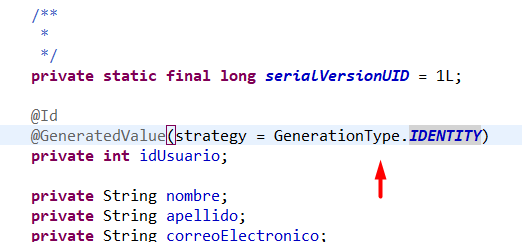 /**
*
*/
private static final long serialVersionUID = 1L;
@Id
@GeneratedValue(strategy = GenerationType.IDENTITY)
private int idUsuario;
private String nombre;
private String apellido;
private String correoElectronico;